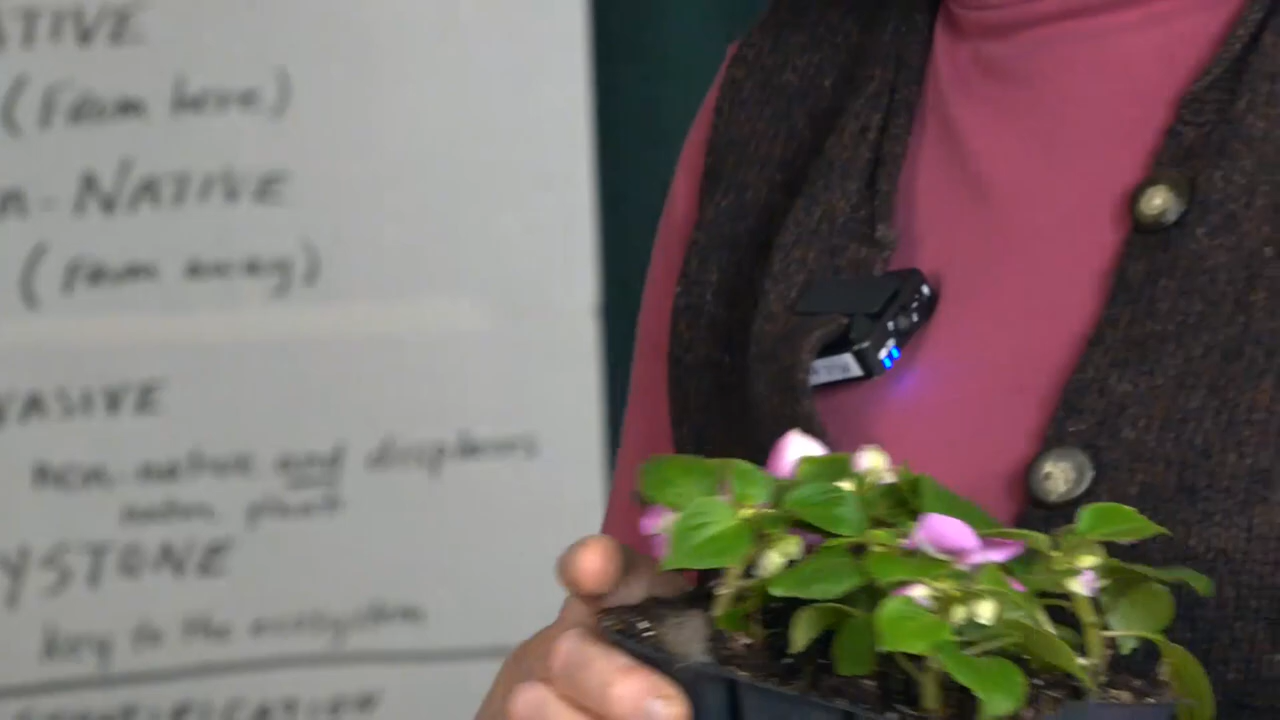 ATIVE
(from here)
n-NATIVE
(from away)
VASIVE
non-native and displaces
native plants
YSTONE
key to the ecosystem